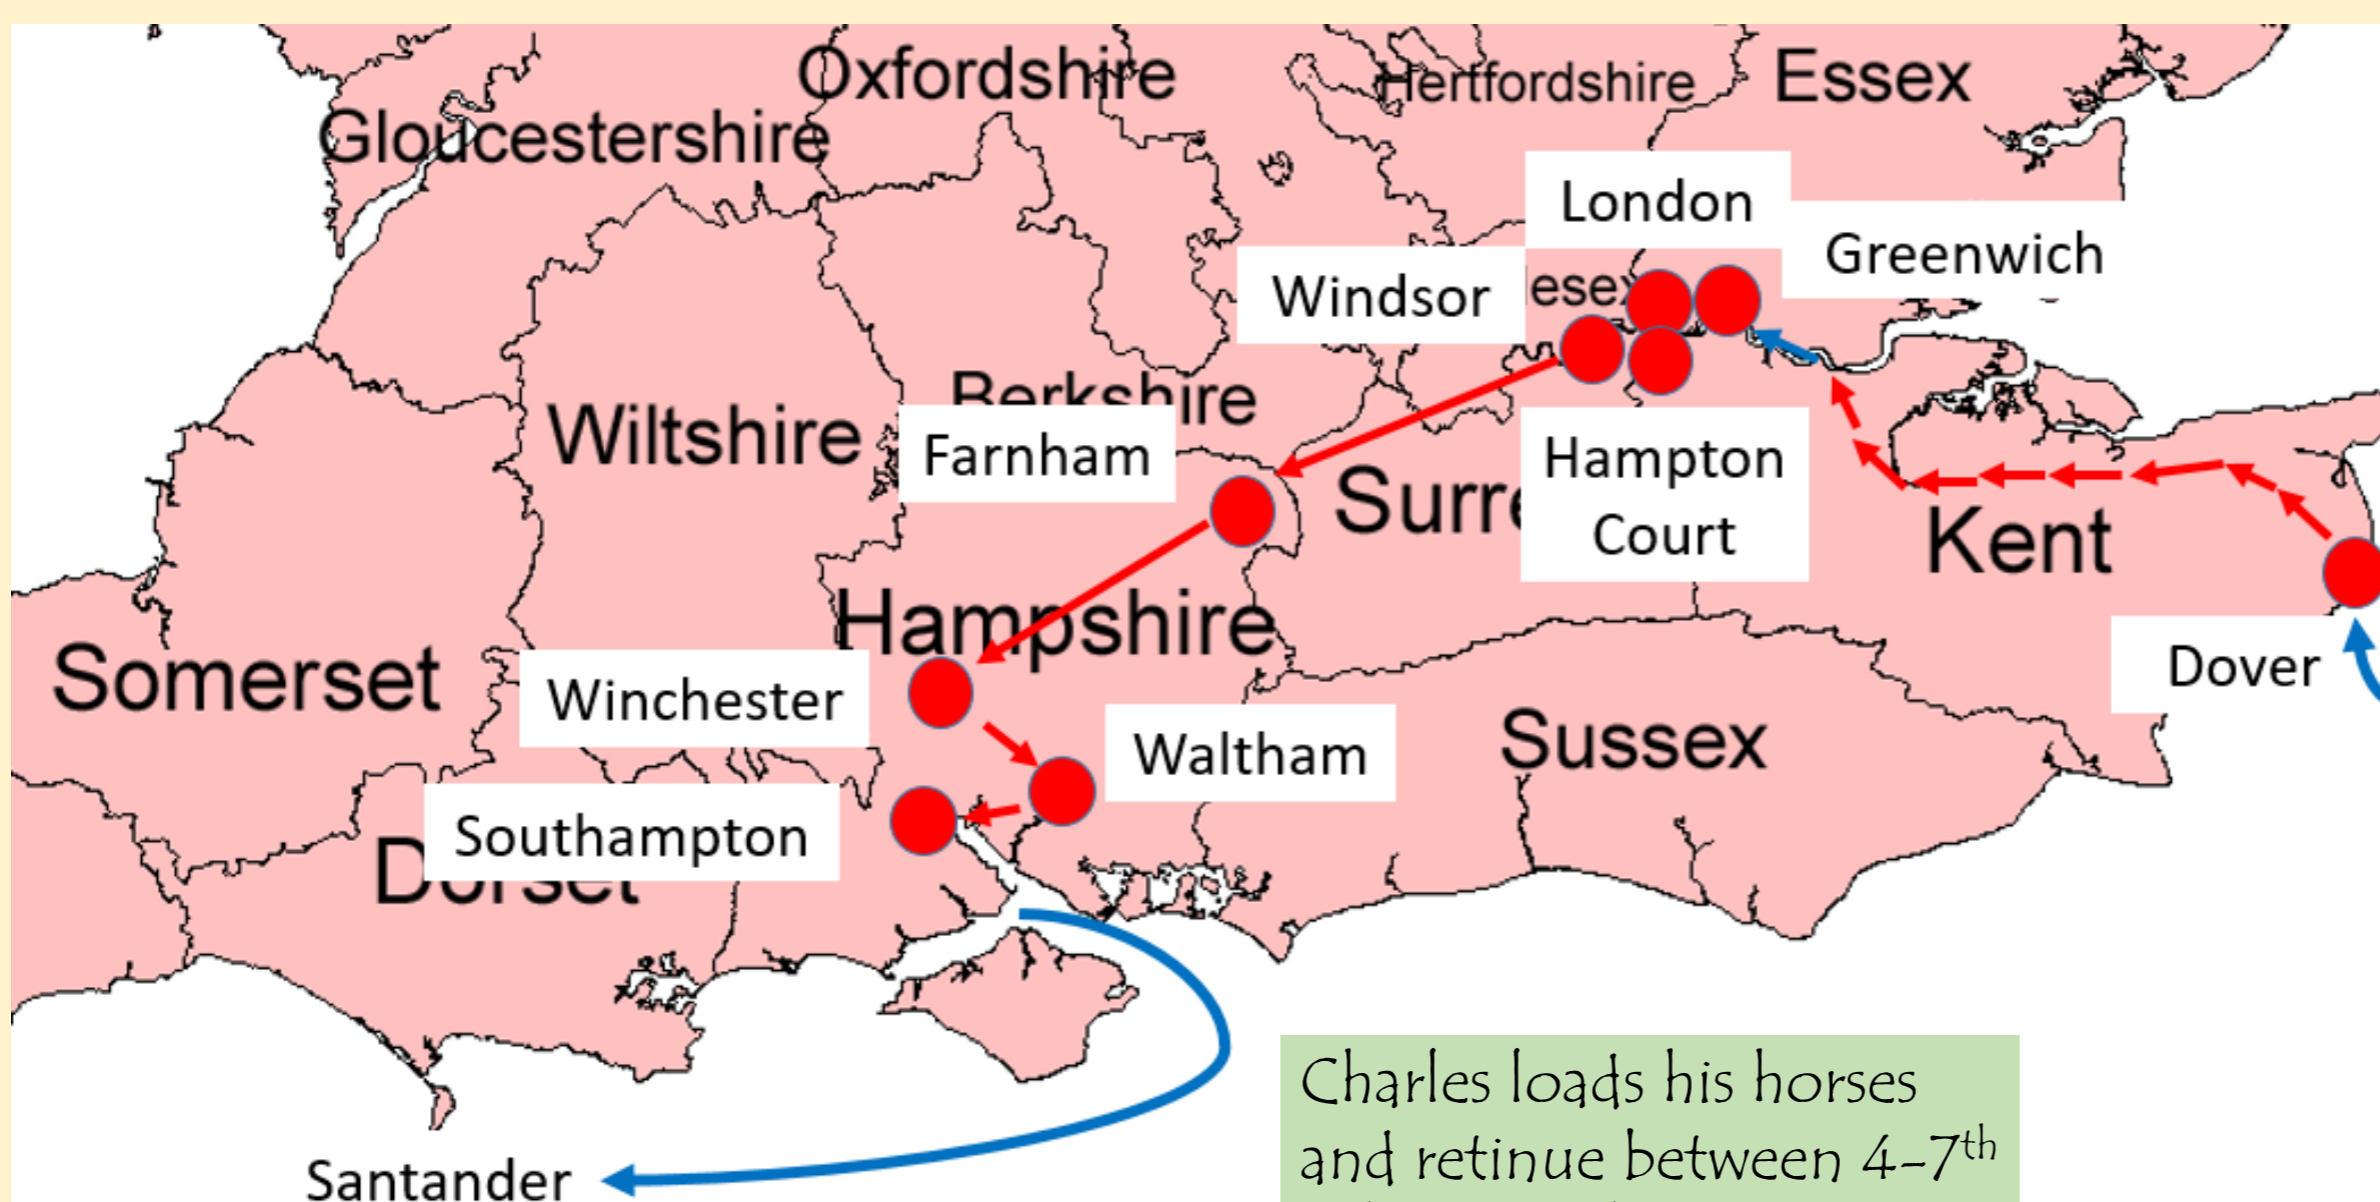 Oxfordshire
Hertfordshire
Essex
Gloucestershire
London
Greenwich
Windsor
esex
Berkshire
Wiltshire
Farnham
Hampton
Court
Surre
Kent
Hampshire
Somerset
Winchester
Dover
Waltham
Sussex
Southampton
Dorset
Charles loads his horses
and retinue between 4-7th
Santander